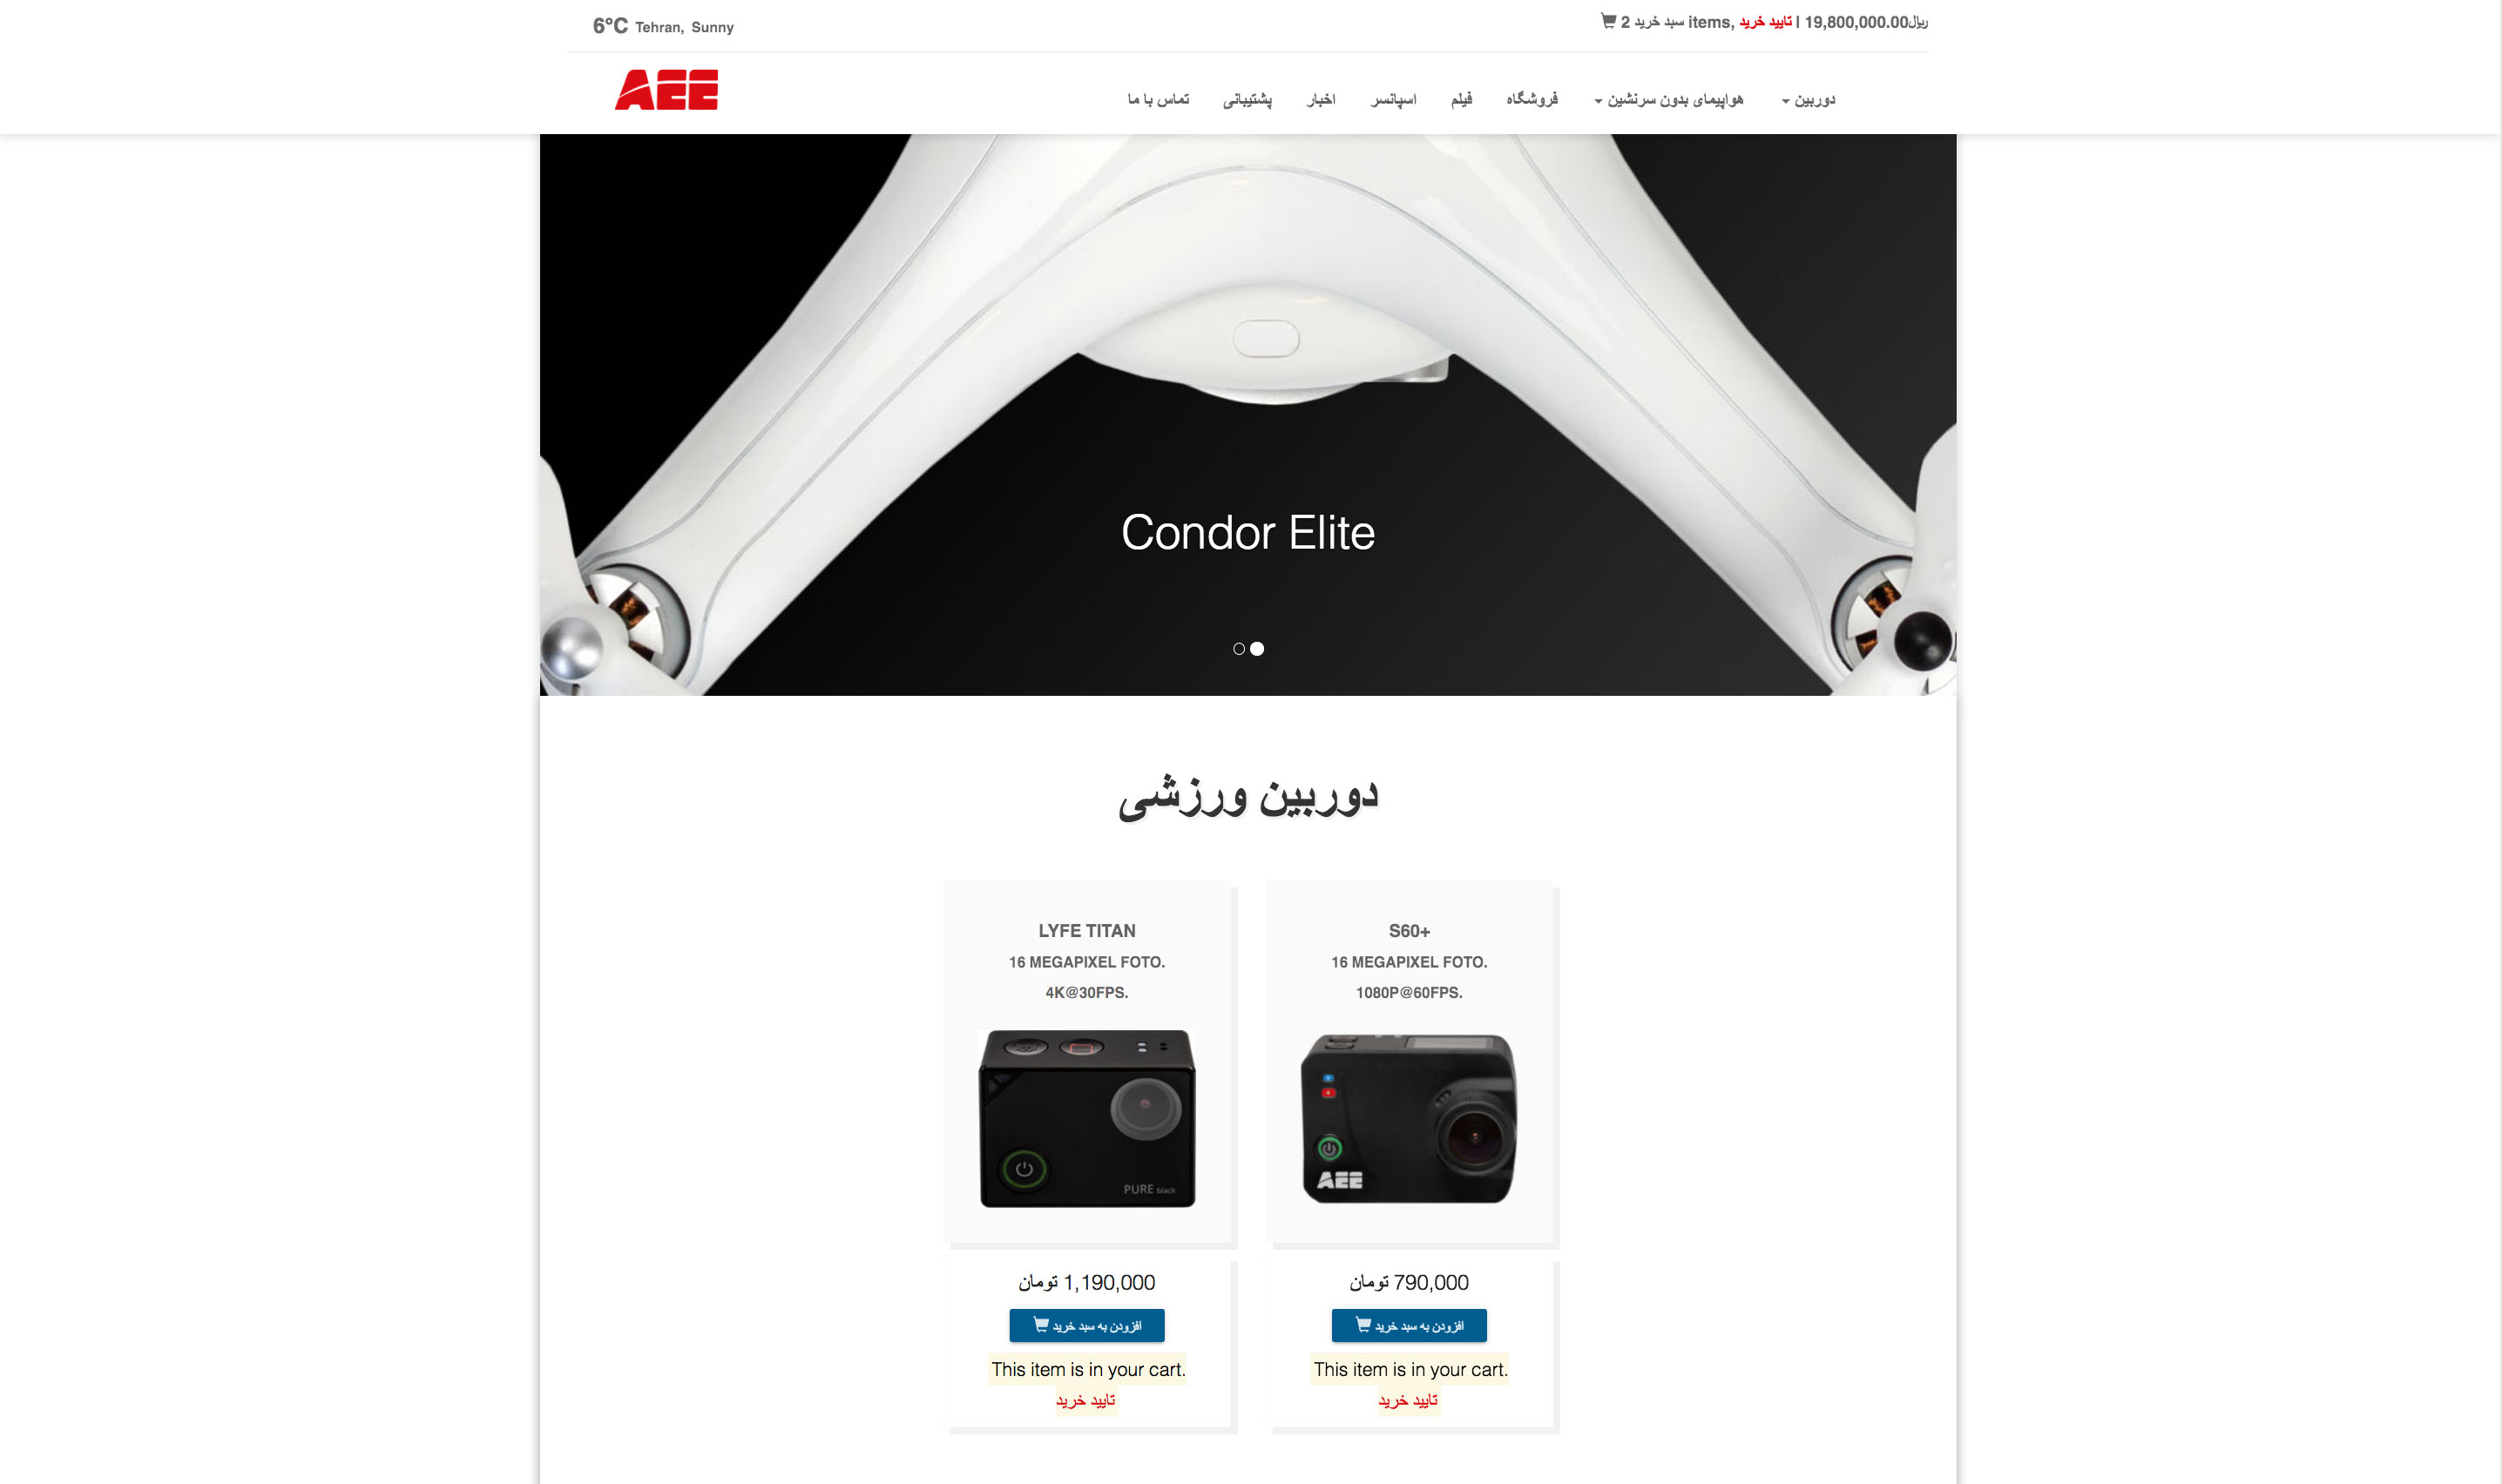 6°C Tehran, Sunny
سبد خرید 2 items, تایید خرید | 19,800,000.00﷼
AEE
دوربین
هواپیمای بدون سرنشین
فروشگاه
فیلم
اسپانسر
اخبار
پشتیبانی
تماس با ما
Condor Elite
دوربین ورزشی
LYFE TITAN
16 MEGAPIXEL FOTO.
4K@30FPS.
PURE black
1,190,000 تومان
افزودن به سبد خرید
This item is in your cart.
تایید خرید
S60+
16 MEGAPIXEL FOTO.
1080P@60FPS.
AEE
790,000 تومان
افزودن به سبد خرید
This item is in your cart.
تایید خرید